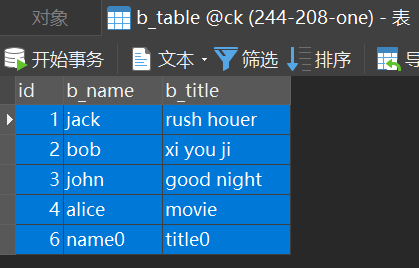 对象 b_table @ck (244-208-one) - 表
开始事务 文本 筛选 排序 导
id b_name b_title
1 jack rush houer
2 bob xi you ji
3 john good night
4 alice movie
6 name0 title0